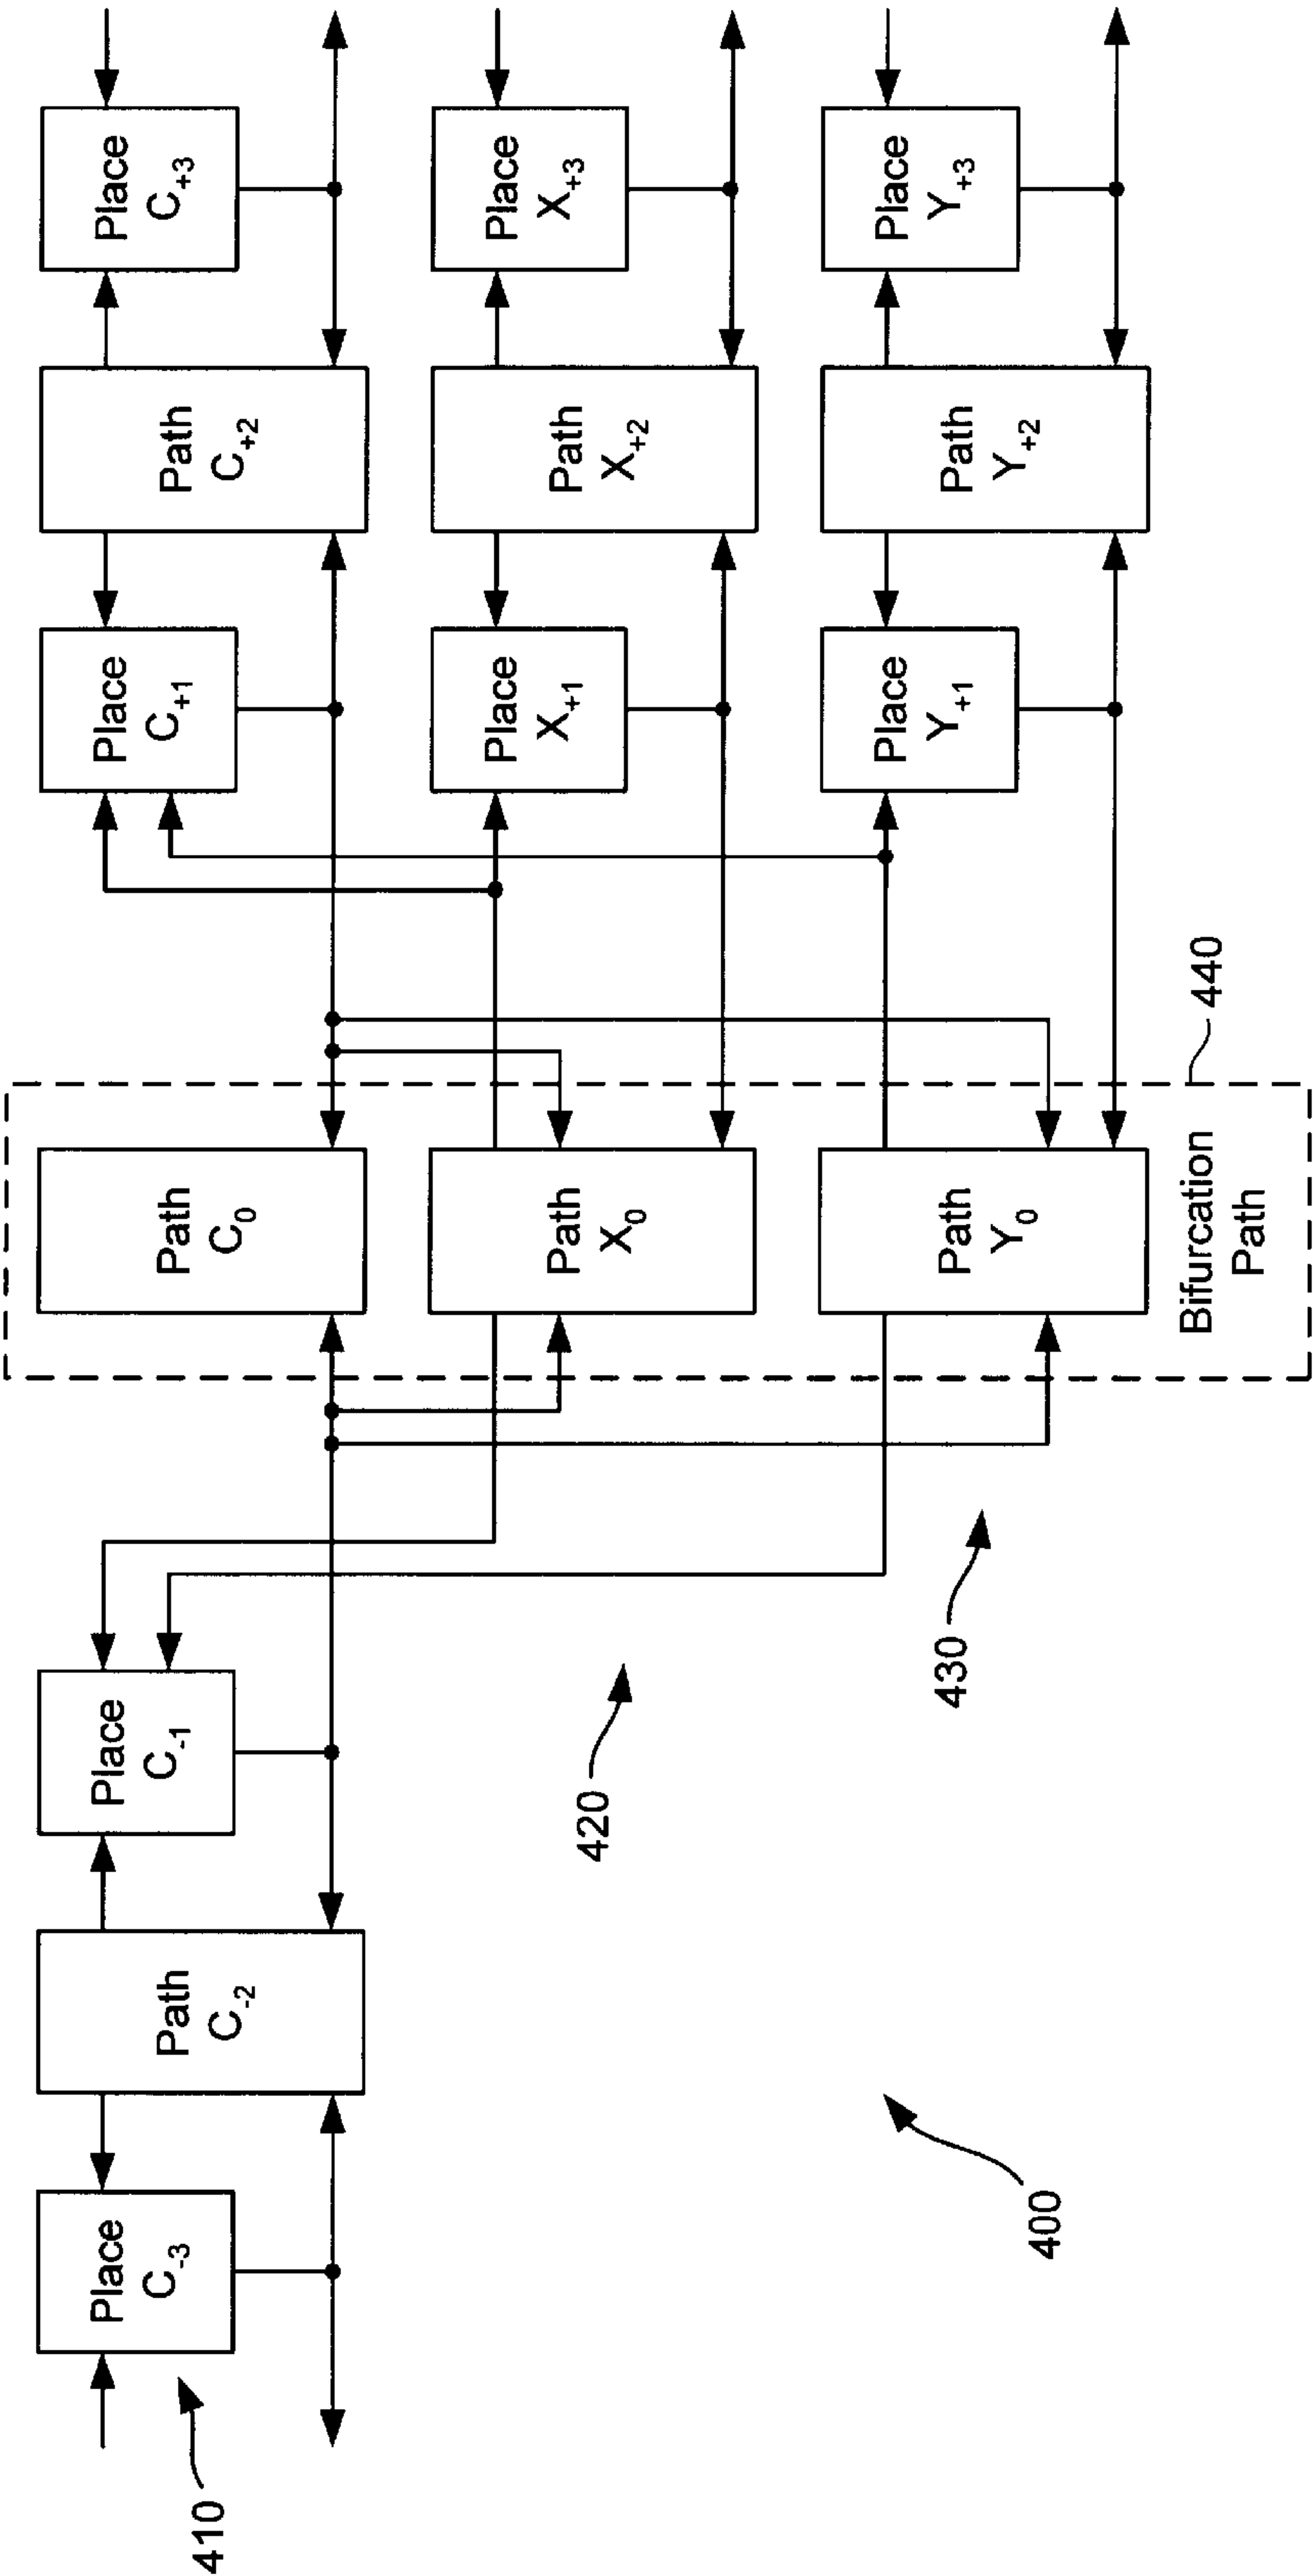 Place
C-3
Path
C-2
Place
C-1
Path
C0
Place
C+1
Path
C+2
Place
C+3
Path
X0
Place
X+1
Path
X+2
Place
X+3
Path
Y0
Place
Y+1
Path
Y+2
Place
Y+3
Bifurcation
Path
410
420
430
440
400